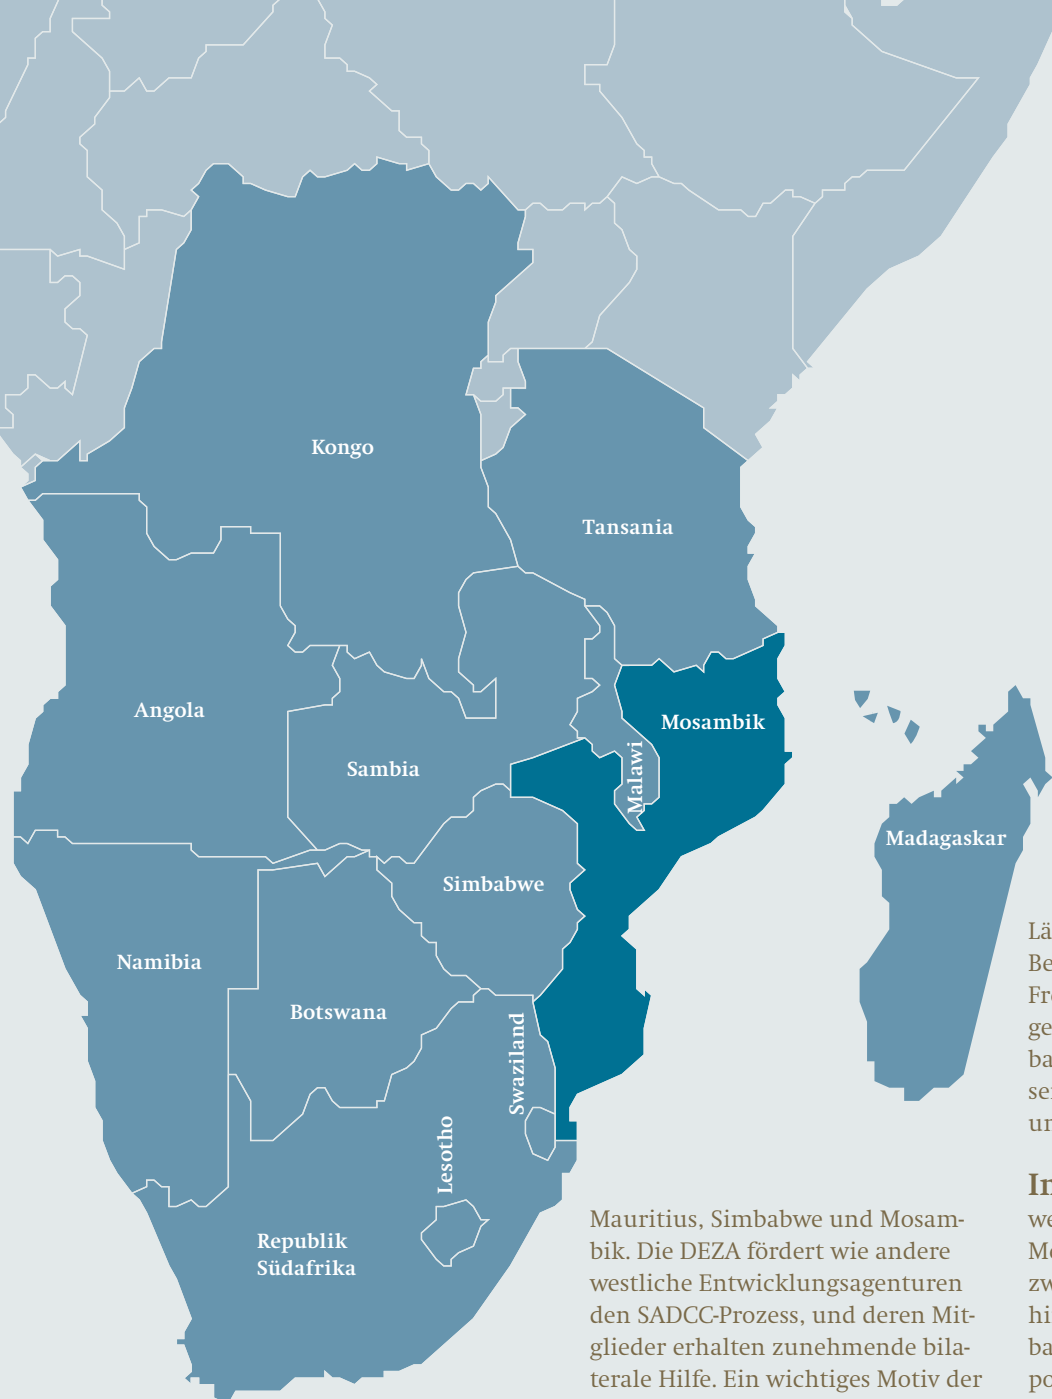 Kongo
Tansania
Angola
Mosambik
Sambia
Malawi
Madagaskar
Simbabwe
Namibia
Botswana
Swaziland
Lesotho
Republik
Südafrika
Mauritius, Simbabwe und Mosam-
bik. Die DEZA fördert wie andere
westliche Entwicklungsagenturen
den SADCC-Prozess, und deren Mit-
glieder erhalten zunehmende bila-
terale Hilfe. Ein wichtiges Motiv der